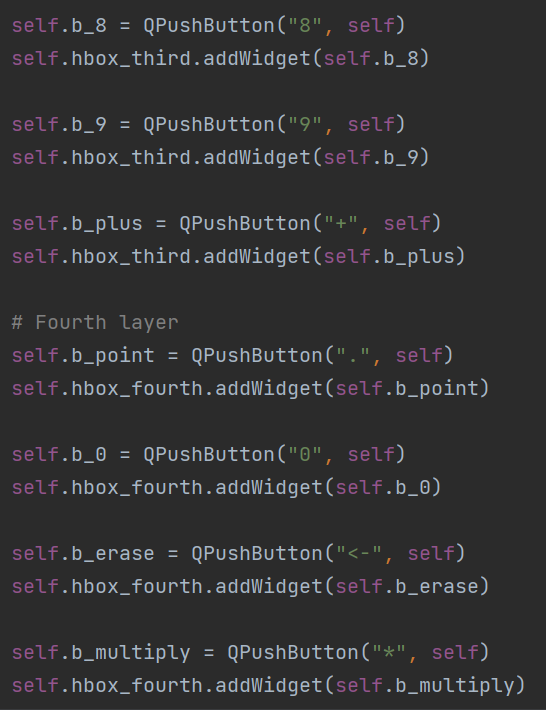 self.b_8 = QPushButton("8", self)
self.hbox_third.addWidget(self.b_8)
self.b_9 = QPushButton("9", self)
self.hbox_third.addWidget(self.b_9)
self.b_plus = QPushButton("+", self)
self.hbox_third.addWidget(self.b_plus)
# Fourth layer
self.b_point = QPushButton(".", self)
self.hbox_fourth.addWidget(self.b_point)
self.b_0 = QPushButton("0", self)
self.hbox_fourth.addWidget(self.b_0)
self.b_erase = QPushButton("<-", self)
self.hbox_fourth.addWidget(self.b_erase)
self.b_multiply = QPushButton("*", self)
self.hbox_fourth.addWidget(self.b_multiply)